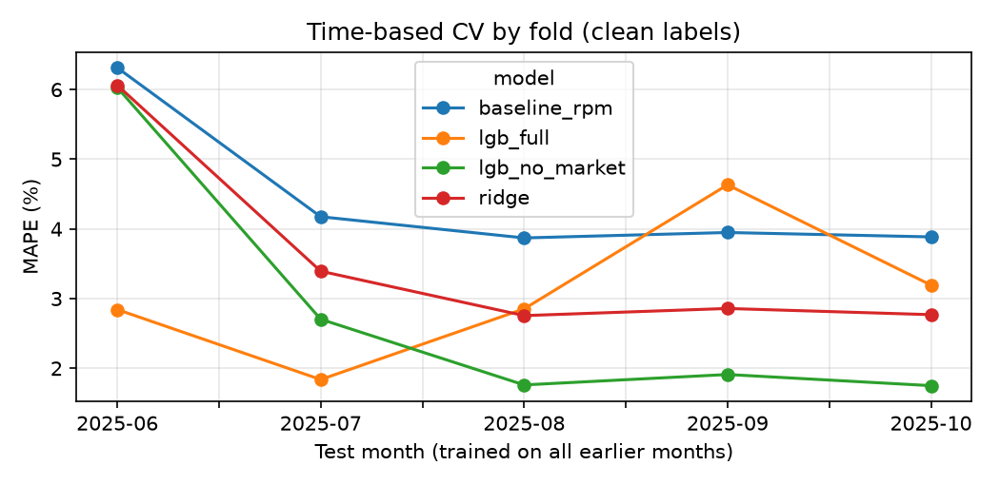 Time-based CV by fold (clean labels)
model
baseline_rpm
lgb_full
lgb_no_market
ridge
MAPE (%)
6
5
4
3
2
2025-06 2025-07 2025-08 2025-09 2025-10
Test month (trained on all earlier months)